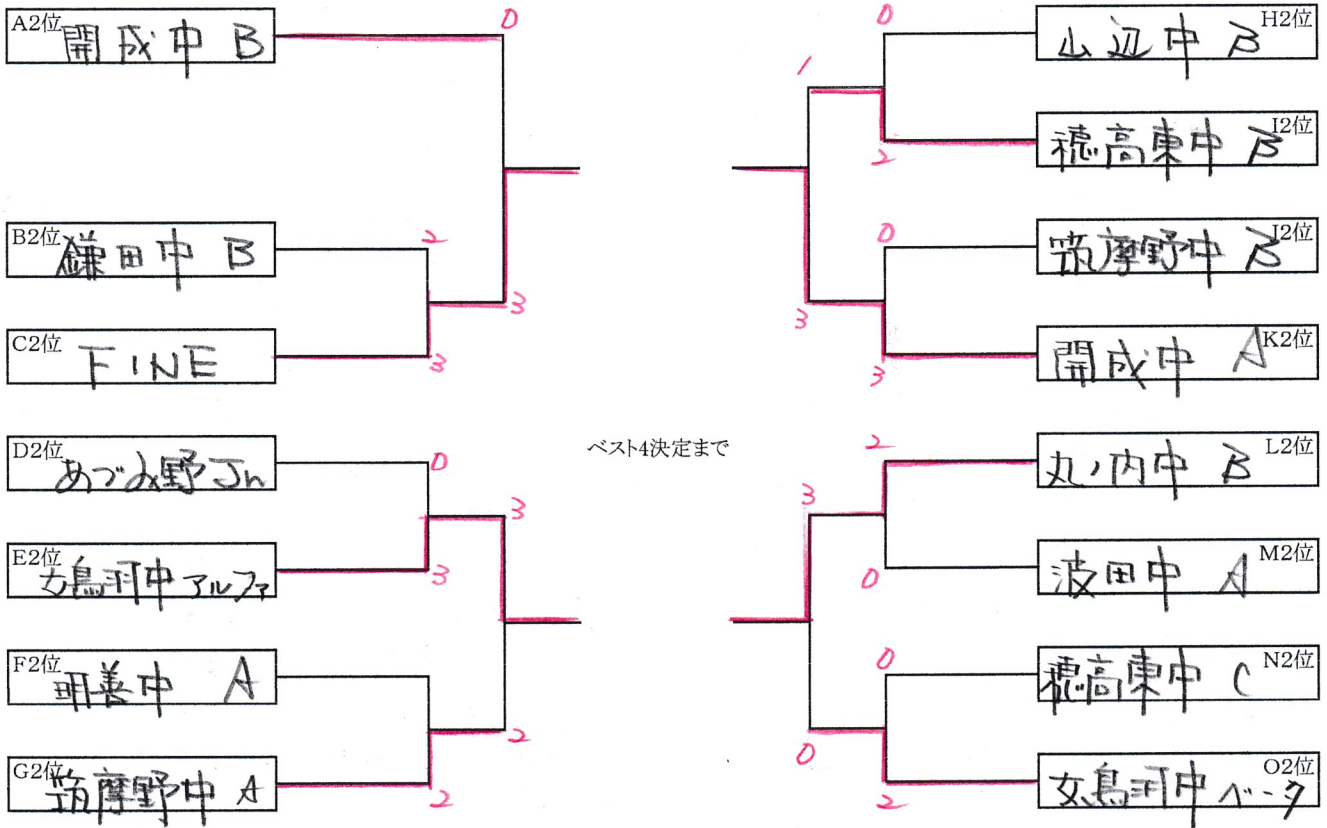 A2位 開成中 B
0
B2位 鎌田中 B
2
3
C2位 FINE
3
D2位 あづみ野Jn
0
3
E2位 女鳥羽中 アルファ
3
F2位 明善中 A
2
G2位 筑摩野中 A
2
ベスト4決定まで
0
山辺中 B H2位
1
穂高東中 B I2位
2
0
筑摩野中 B J2位
3
開成中 A K2位
3
2
丸ノ内中 B L2位
3
波田中 A M2位
0
0
穂高東中 C N2位
0
女鳥羽中 ベータ O2位
2